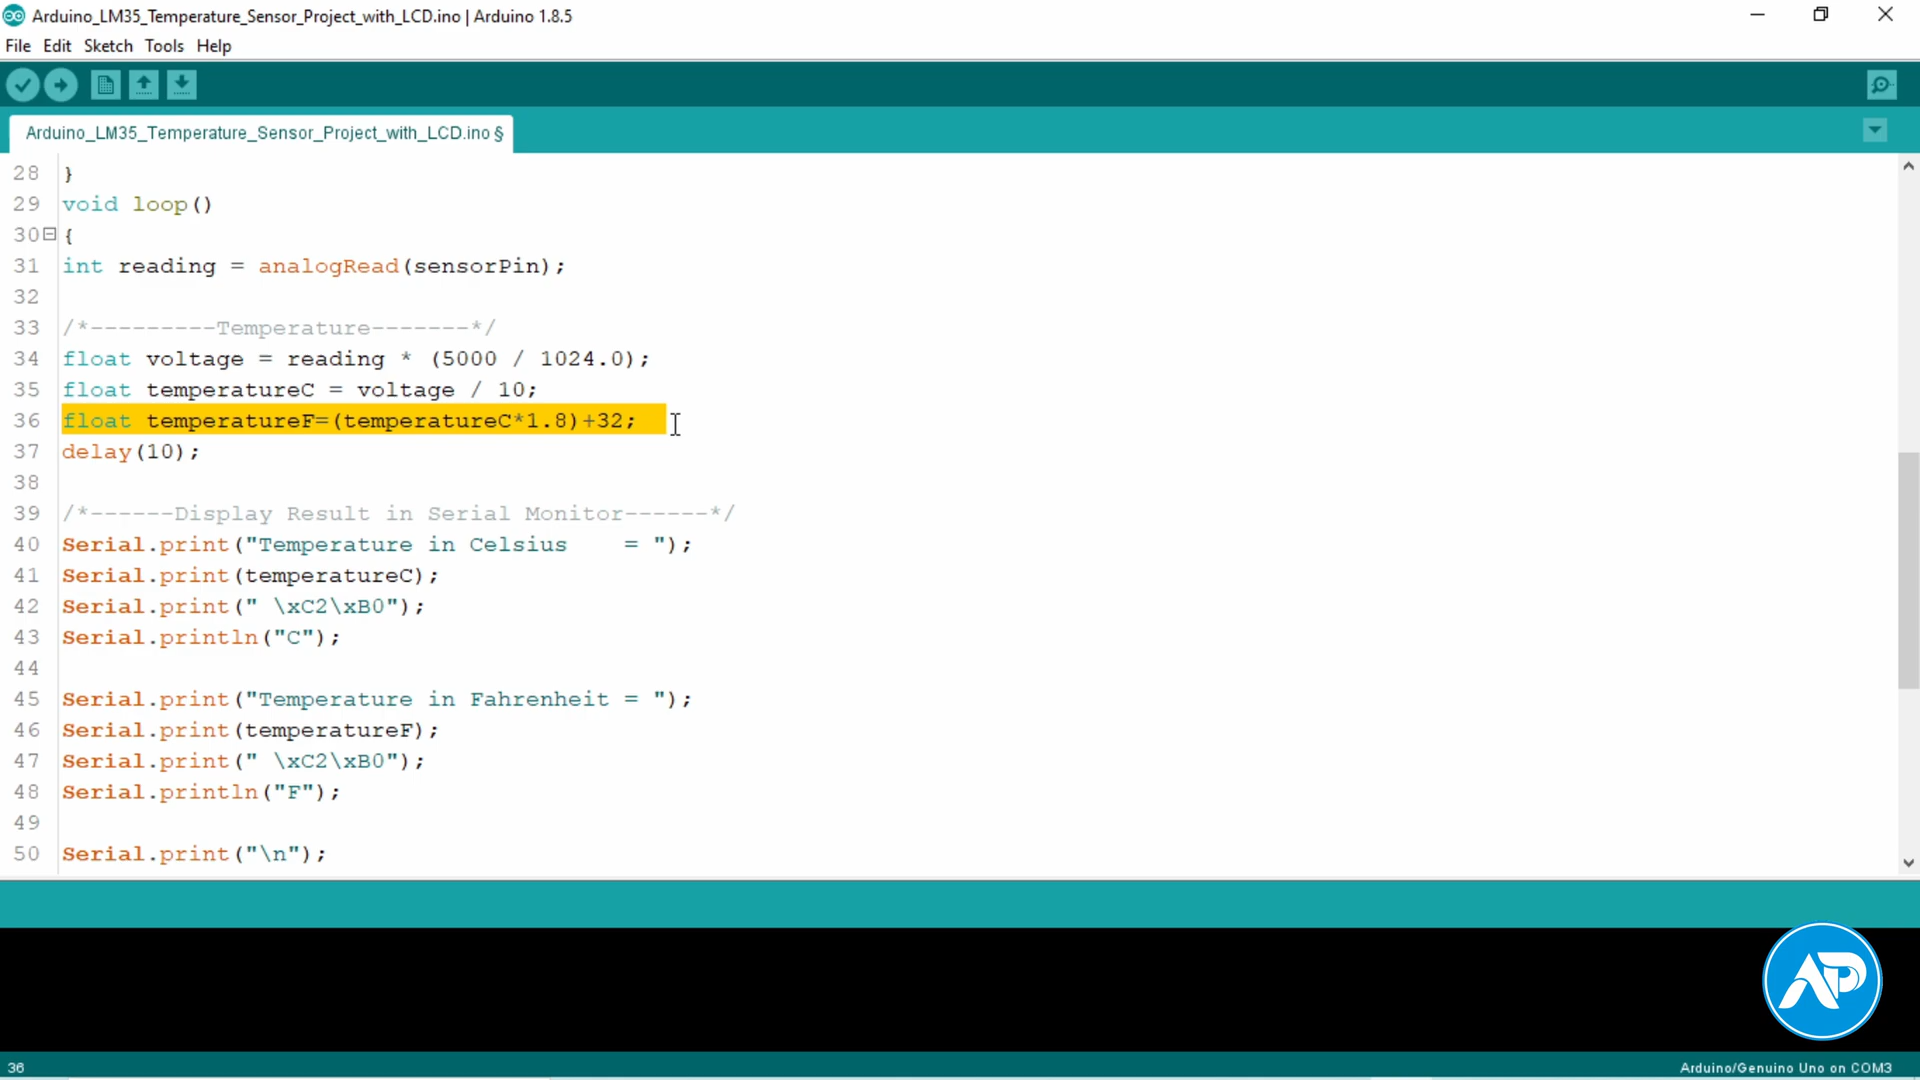 Arduino_LM35_Temperature_Sensor_Project_with_LCD.ino | Arduino 1.8.5
File Edit Sketch Tools Help
Arduino_LM35_Temperature_Sensor_Project_with_LCD.ino §
28 }
29 void loop()
30 {
31 int reading = analogRead(sensorPin);
32
33 /*---------Temperature-------*/
34 float voltage = reading * (5000 / 1024.0);
35 float temperatureC = voltage / 10;
36 float temperatureF=(temperatureC*1.8)+32;
37 delay(10);
38
39 /*------Display Result in Serial Monitor------*/
40 Serial.print("Temperature in Celsius    = ");
41 Serial.print(temperatureC);
42 Serial.print(" \xC2\xB0");
43 Serial.println("C");
44
45 Serial.print("Temperature in Fahrenheit = ");
46 Serial.print(temperatureF);
47 Serial.print(" \xC2\xB0");
48 Serial.println("F");
49
50 Serial.print("\n");
AP
36
Arduino/Genuino Uno on COM3